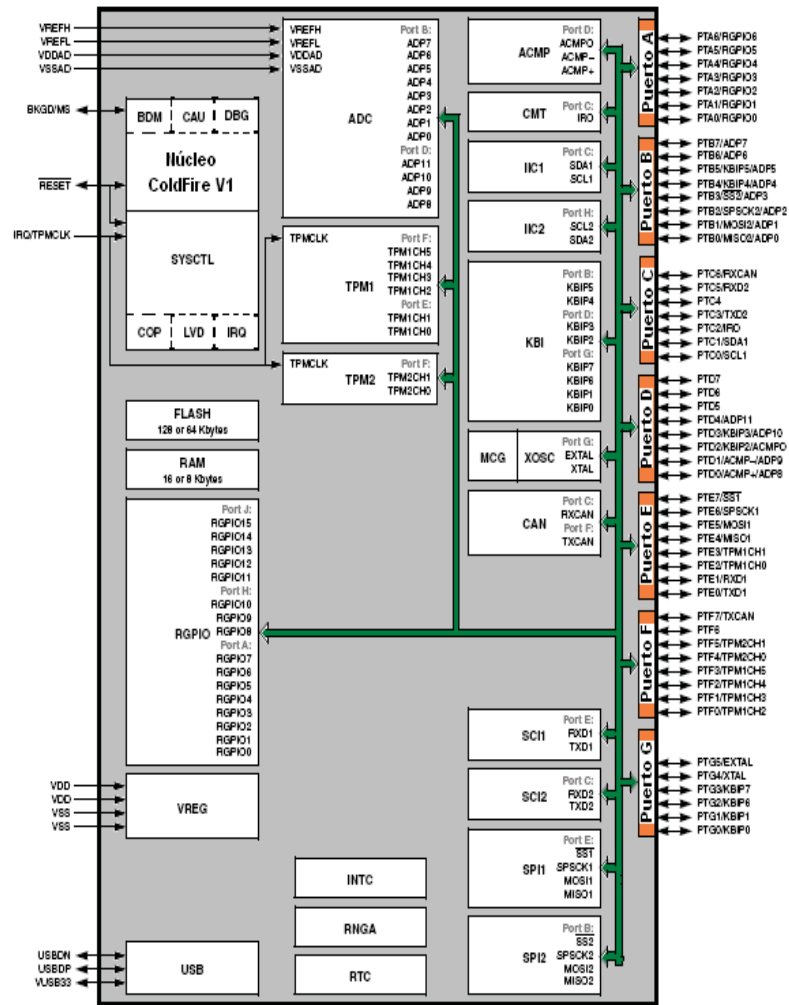 VREFH
VREFL
VDDAD
VSSAD
BKGD/MS
RESET
IRQ/TPMCLK
VDD
VDD
VSS
VSS
USBDN
USBDP
VUSB33
BDM
CAU
DBG
Núcleo
ColdFire V1
SYSCTL
COP
LVD
IRQ
FLASH
128 or 64 Kbytes
RAM
16 or 8 Kbytes
RGPIO
Port J:
RGPIO15
RGPIO14
RGPIO13
RGPIO12
RGPIO11
Port H:
RGPIO10
RGPIO9
RGPIO8
Port A:
RGPIO7
RGPIO6
RGPIO5
RGPIO4
RGPIO3
RGPIO2
RGPIO1
RGPIO0
VREG
USB
VREFH
VREFL
VDDAD
VSSAD
ADC
Port B:
ADP7
ADP6
ADP5
ADP4
ADP3
ADP2
ADP1
ADP0
Port D:
ADP11
ADP10
ADP9
ADP8
TPMCLK
TPM1
Port F:
TPM1CH5
TPM1CH4
TPM1CH3
TPM1CH2
Port E:
TPM1CH1
TPM1CH0
TPMCLK
TPM2
Port F:
TPM2CH1
TPM2CH0
INTC
RNGA
RTC
ACMP
Port D:
ACMPO
ACMP–
ACMP+
CMT
Port C:
IRO
IIC1
Port C:
SDA1
SCL1
IIC2
Port H:
SCL2
SDA2
KBI
Port B:
KBIP5
KBIP4
Port D:
KBIP3
KBIP2
Port G:
KBIP7
KBIP6
KBIP1
KBIP0
MCG
XOSC
Port G:
EXTAL
XTAL
CAN
Port C:
RXCAN
Port F:
TXCAN
SCI1
Port E:
RXD1
TXD1
SCI2
Port C:
RXD2
TXD2
SPI1
Port E:
SS1
SPSCK1
MOSI1
MISO1
SPI2
Port B:
SS2
SPSCK2
MOSI2
MISO2
Puerto A
PTA6/RGPIO6
PTA5/RGPIO5
PTA4/RGPIO4
PTA3/RGPIO3
PTA2/RGPIO2
PTA1/RGPIO1
PTA0/RGPIO0
Puerto B
PTB7/ADP7
PTB6/ADP6
PTB5/KBIP5/ADP5
PTB4/KBIP4/ADP4
PTB3/SS2/ADP3
PTB2/SPSCK2/ADP2
PTB1/MOSI2/ADP1
PTB0/MISO2/ADP0
Puerto C
PTC6/RXCAN
PTC5/RXD2
PTC4
PTC3/TXD2
PTC2/IRO
PTC1/SDA1
PTC0/SCL1
Puerto D
PTD7
PTD6
PTD5
PTD4/ADP11
PTD3/KBIP3/ADP10
PTD2/KBIP2/ACMPO
PTD1/ACMP–/ADP9
PTD0/ACMP+/ADP8
Puerto E
PTE7/SS1
PTE6/SPSCK1
PTE5/MOSI1
PTE4/MISO1
PTE3/TPM1CH1
PTE2/TPM1CH0
PTE1/RXD1
PTE0/TXD1
Puerto F
PTF7/TXCAN
PTF6
PTF5/TPM2CH1
PTF4/TPM2CH0
PTF3/TPM1CH5
PTF2/TPM1CH4
PTF1/TPM1CH3
PTF0/TPM1CH2
Puerto G
PTG5/EXTAL
PTG4/XTAL
PTG3/KBIP7
PTG2/KBIP6
PTG1/KBIP1
PTG0/KBIP0